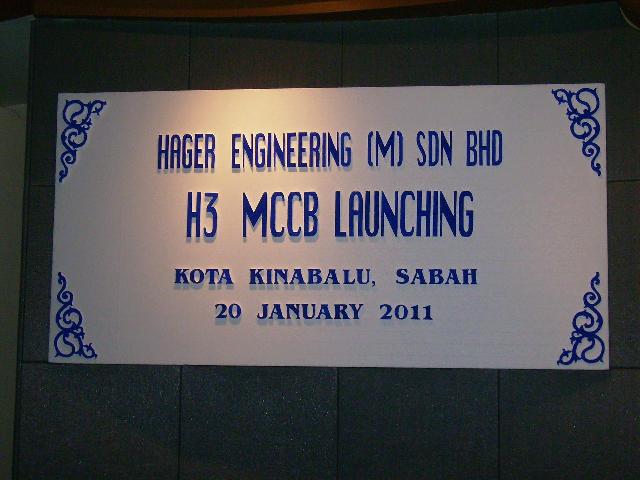 HAGER ENGINEERING (M) SDN BHD
H3 MCCB LAUNCHING
KOTA KINABALU, SABAH
20 JANUARY 2011